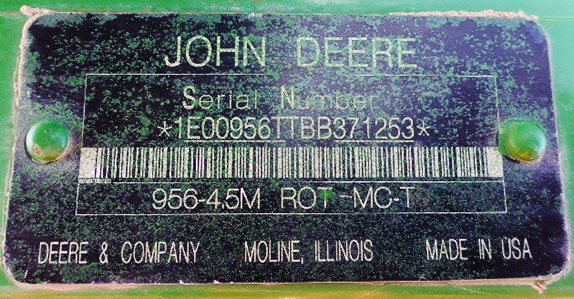 JOHN DEERE
Serial Number
*1E00956TTBB371253*
956-4.5M ROT -MC-T
DEERE & COMPANY MOLINE, ILLINOIS MADE IN USA